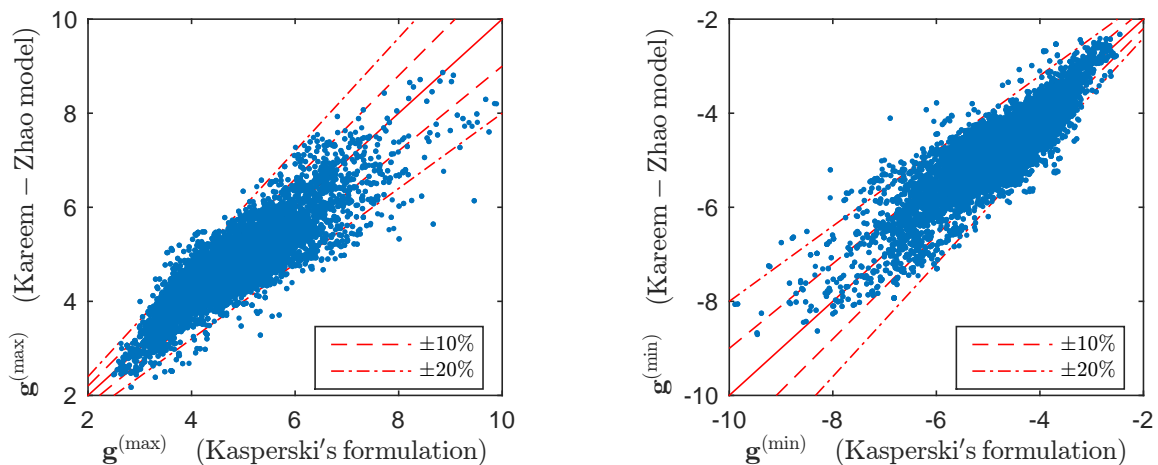 10
8
6
4
2
2 4 6 8 10
g^(max) (Kareem − Zhao model)
g^(max) (Kasperski′s formulation)
±10%
±20%
-2
-4
-6
-8
-10
-10 -8 -6 -4 -2
g^(min) (Kareem − Zhao model)
g^(min) (Kasperski′s formulation)
±10%
±20%